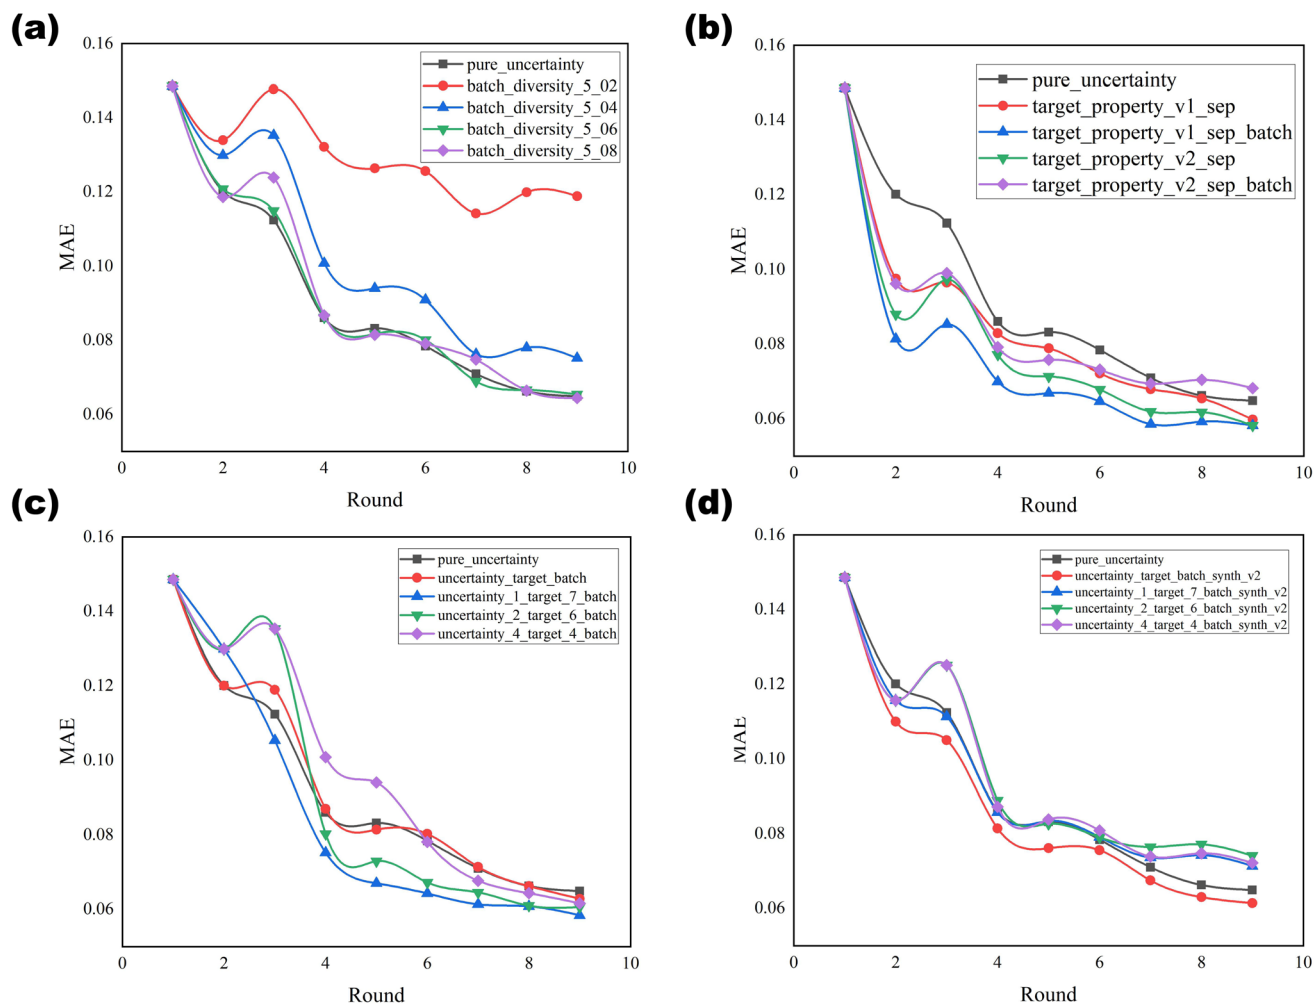 (a)
0.16
0.14
0.12
0.10
0.08
0.06
MAE
0 2 4 6 8 10
Round
pure_uncertainty
batch_diversity_5_02
batch_diversity_5_04
batch_diversity_5_06
batch_diversity_5_08
(b)
0.16
0.14
0.12
0.10
0.08
0.06
MAE
0 2 4 6 8 10
Round
pure_uncertainty
target_property_v1_sep
target_property_v1_sep_batch
target_property_v2_sep
target_property_v2_sep_batch
(c)
0.16
0.14
0.12
0.10
0.08
0.06
MAE
0 2 4 6 8 10
Round
pure_uncertainty
uncertainty_target_batch
uncertainty_1_target_7_batch
uncertainty_2_target_6_batch
uncertainty_4_target_4_batch
(d)
0.16
0.14
0.12
0.10
0.08
0.06
MAE
0 2 4 6 8 10
Round
pure_uncertainty
uncertainty_target_batch_synth_v2
uncertainty_1_target_7_batch_synth_v2
uncertainty_2_target_6_batch_synth_v2
uncertainty_4_target_4_batch_synth_v2